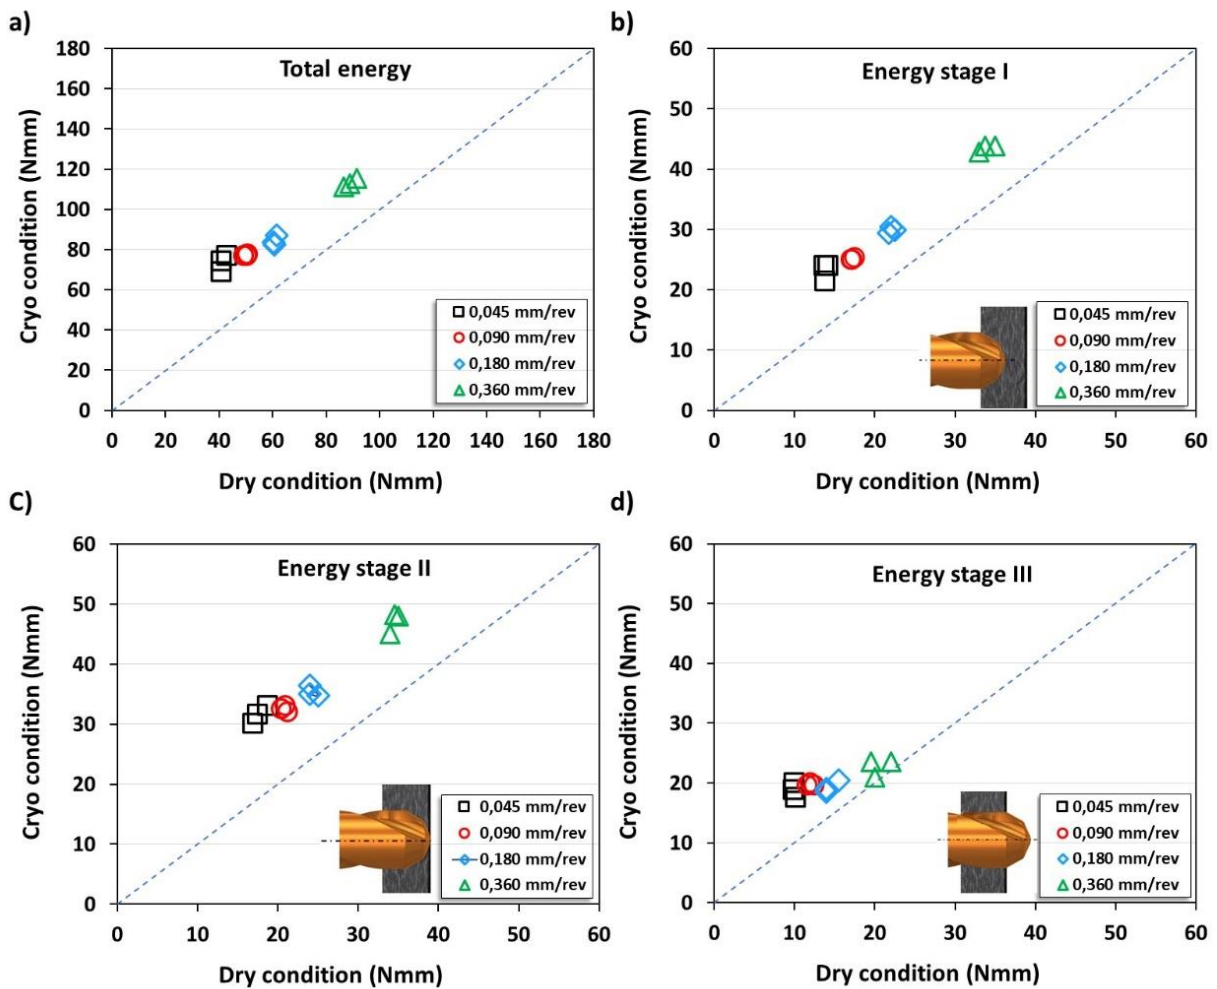 a)
Total energy
Cryo condition (Nmm)
180
160
140
120
100
80
60
40
20
0
0 20 40 60 80 100 120 140 160 180
Dry condition (Nmm)
0,045 mm/rev
0,090 mm/rev
0,180 mm/rev
0,360 mm/rev
b)
Energy stage I
Cryo condition (Nmm)
60
50
40
30
20
10
0
0 10 20 30 40 50 60
Dry condition (Nmm)
0,045 mm/rev
0,090 mm/rev
0,180 mm/rev
0,360 mm/rev
C)
Energy stage II
Cryo condition (Nmm)
60
50
40
30
20
10
0
0 10 20 30 40 50 60
Dry condition (Nmm)
0,045 mm/rev
0,090 mm/rev
0,180 mm/rev
0,360 mm/rev
d)
Energy stage III
Cryo condition (Nmm)
60
50
40
30
20
10
0
0 10 20 30 40 50 60
Dry condition (Nmm)
0,045 mm/rev
0,090 mm/rev
0,180 mm/rev
0,360 mm/rev